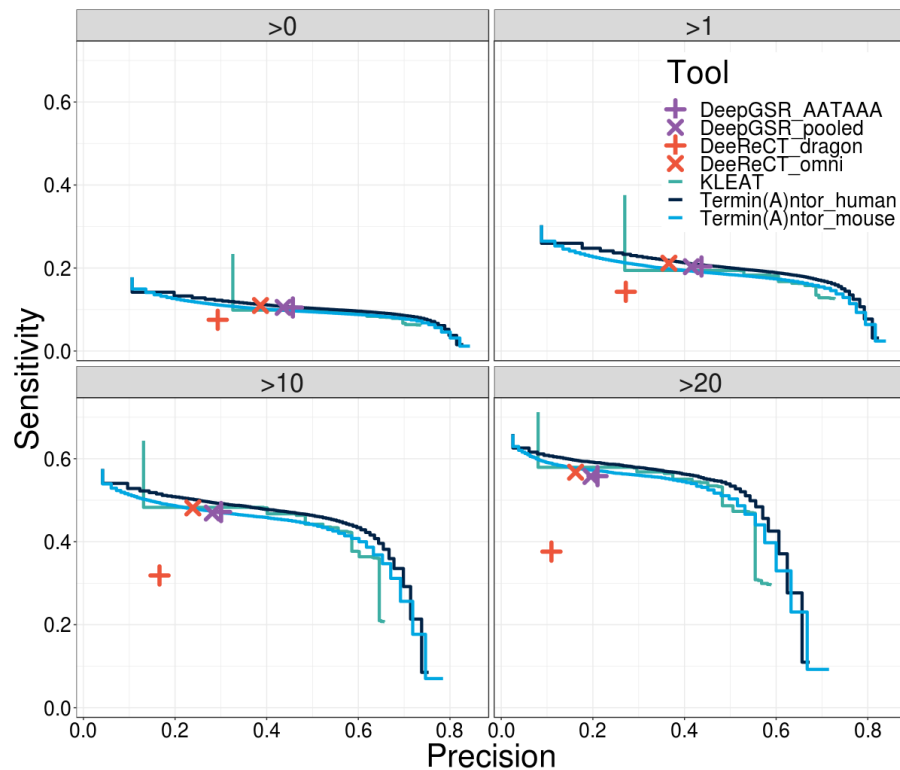 >0
>1
Tool
DeepGSR_AATAAA
DeepGSR_pooled
DeeReCT_dragon
DeeReCT_omni
KLEAT
Termin(A)ntor_human
Termin(A)ntor_mouse
0.6
0.4
0.2
0.0
>10
>20
0.6
0.4
0.2
0.0
Sensitivity
0.0 0.2 0.4 0.6 0.8 0.0 0.2 0.4 0.6 0.8
Precision